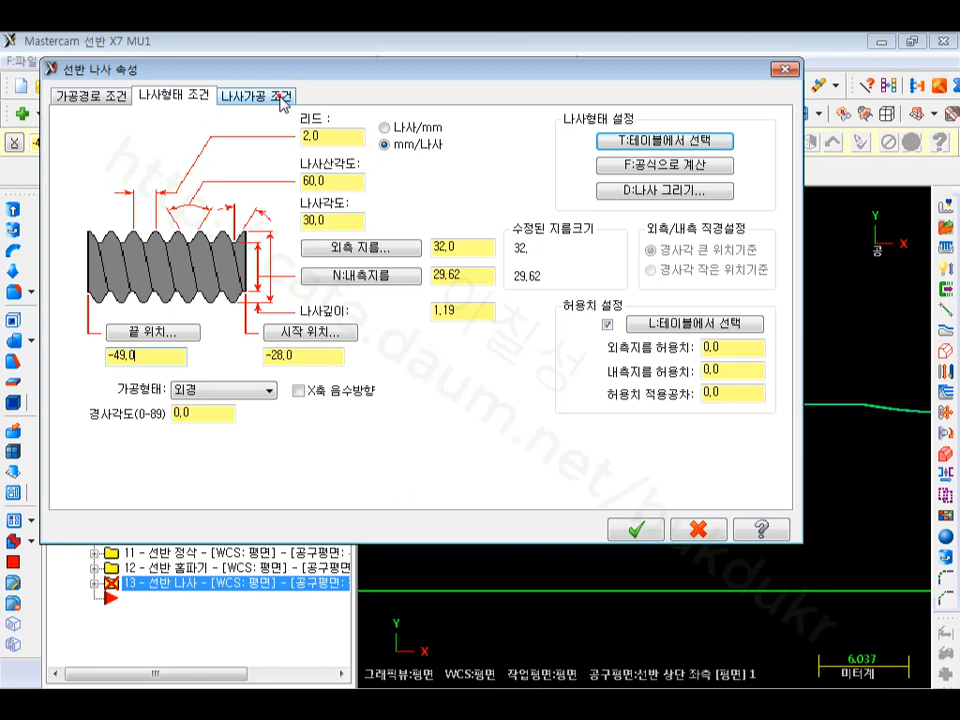 Mastercam 선반 X7 MU1
F:파일
선반 나사 속성
가공경로 조건
나사형태 조건
나사가공 조건
리드 :
2.0
나사/mm
mm/나사
나사산각도:
60.0
나사각도:
30.0
외측 지름...
32.0
N:내측지름
29.62
나사깊이:
1.19
끝 위치...
시작 위치...
-49.0
-28.0
가공형태:
외경
X축 음수방향
경사각도(0-89)
0.0
수정된 지름크기
32.
29.62
나사형태 설정
T:테이블에서 선택
F:공식으로 계산
D:나사 그리기...
외측/내측 직경설정
경사각 큰 위치기준
경사각 작은 위치기준
허용치 설정
L:테이블에서 선택
외측지름 허용치:
0.0
내측지름 허용치:
0.0
허용치 적용공차:
0.0
11 - 선반 정삭 - [WCS: 평면] - [공구평면:
12 - 선반 홈파기 - [WCS: 평면] - [공구평면:
13 - 선반 나사 - [WCS: 평면] - [공구평면:
Y
X
공
Y
X
그래픽뷰:평면 WCS:평면 작업평면:평면 공구평면:선반 상단 좌측 [평면] 1
6.037
미터계